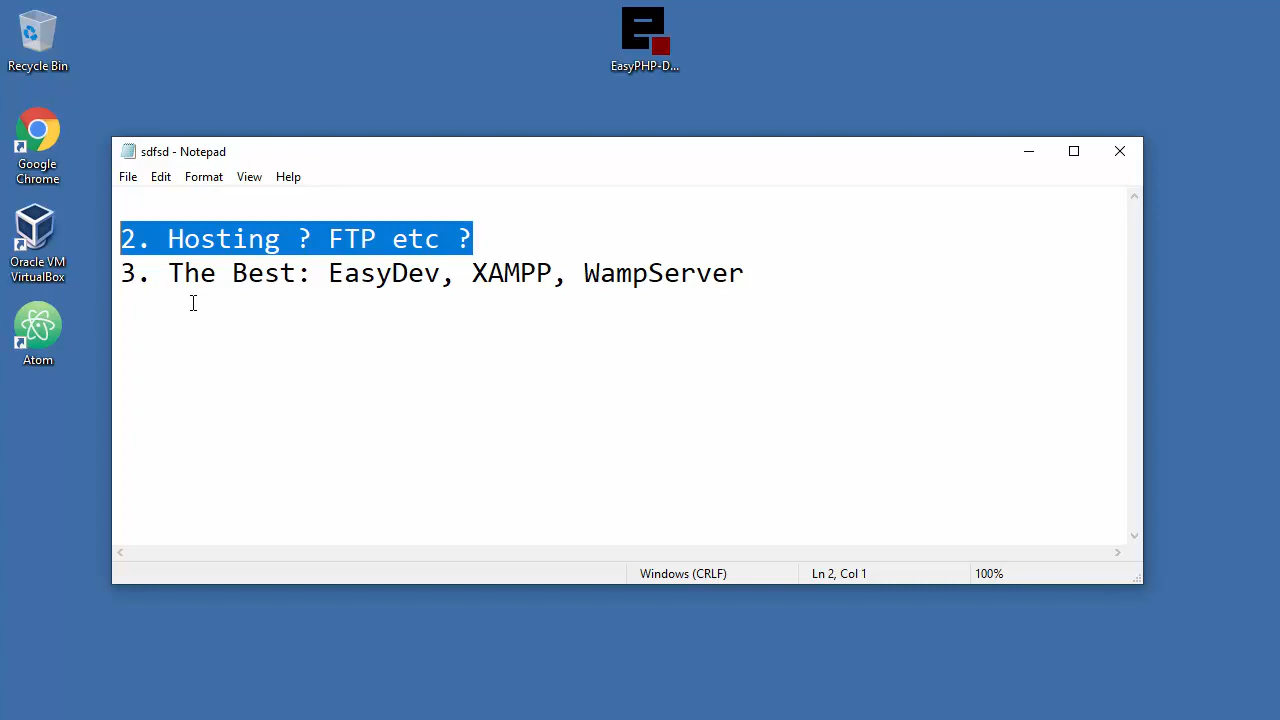 Recycle Bin
EasyPHP-D...
Google
Chrome
Oracle VM
VirtualBox
Atom
sdfsd - Notepad
File Edit Format View Help
2. Hosting ? FTP etc ?
3. The Best: EasyDev, XAMPP, WampServer
Windows (CRLF) Ln 2, Col 1 100%